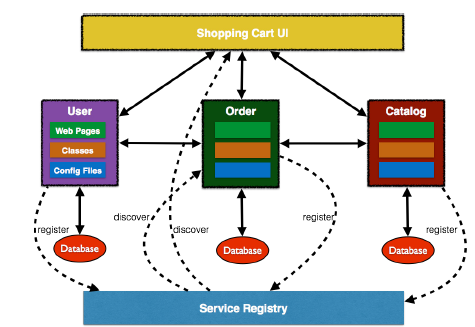 Shopping Cart UI
User
Order
Catalog
Web Pages
Classes
Config Files
register
discover
discover
register
register
Database
Database
Database
Service Registry